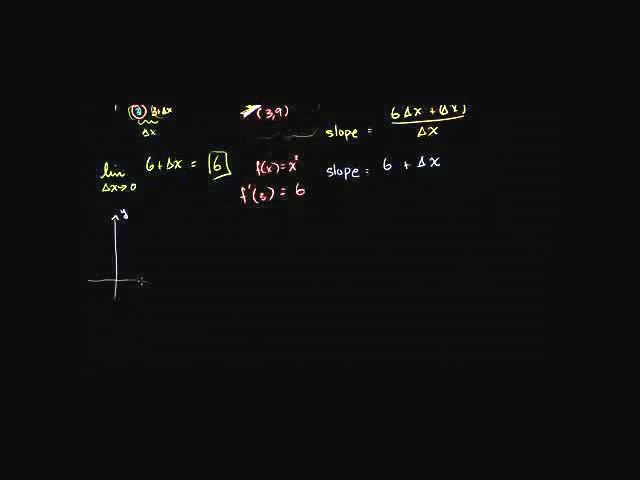 3 3+Δx
Δx
(3,9)
slope = 6Δx + (Δx)² / Δx
lim Δx→0 6+Δx = 6
f(x)=x²
slope = 6 + Δx
f'(3) = 6
y